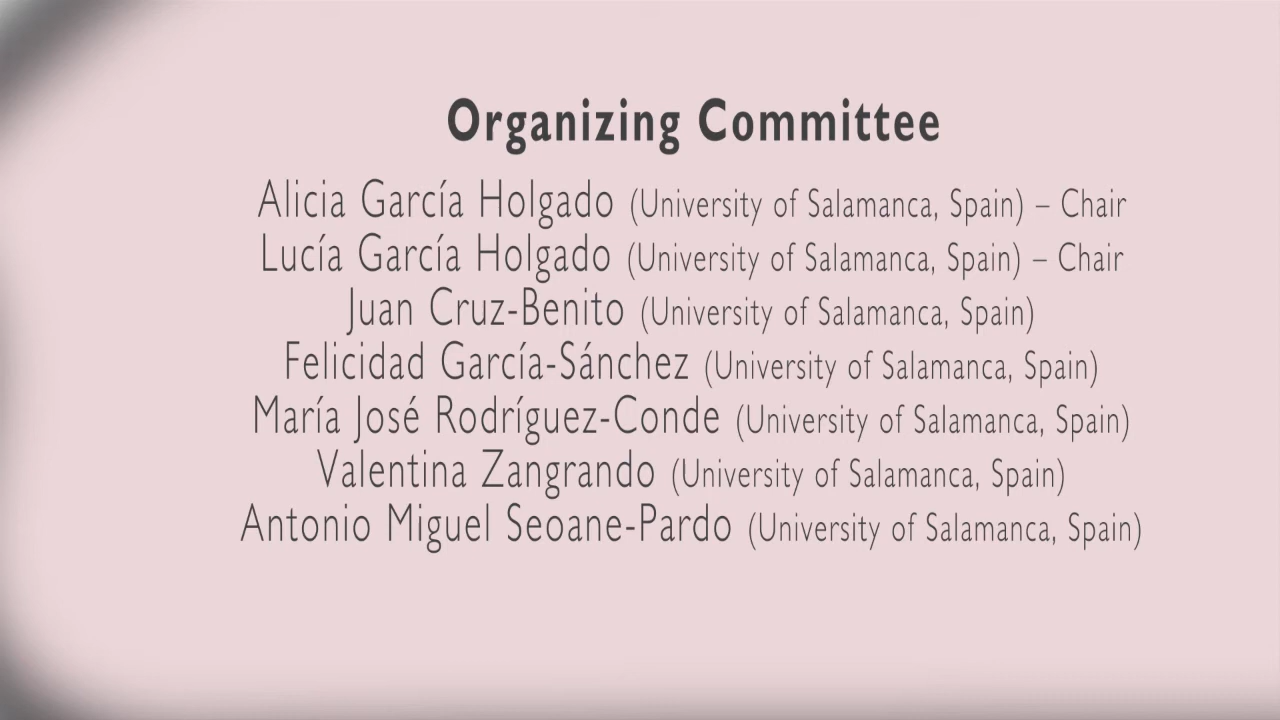 Organizing Committee
Alicia García Holgado (University of Salamanca, Spain) – Chair
Lucía García Holgado (University of Salamanca, Spain) – Chair
Juan Cruz-Benito (University of Salamanca, Spain)
Felicidad García-Sánchez (University of Salamanca, Spain)
María José Rodríguez-Conde (University of Salamanca, Spain)
Valentina Zangrando (University of Salamanca, Spain)
Antonio Miguel Seoane-Pardo (University of Salamanca, Spain)